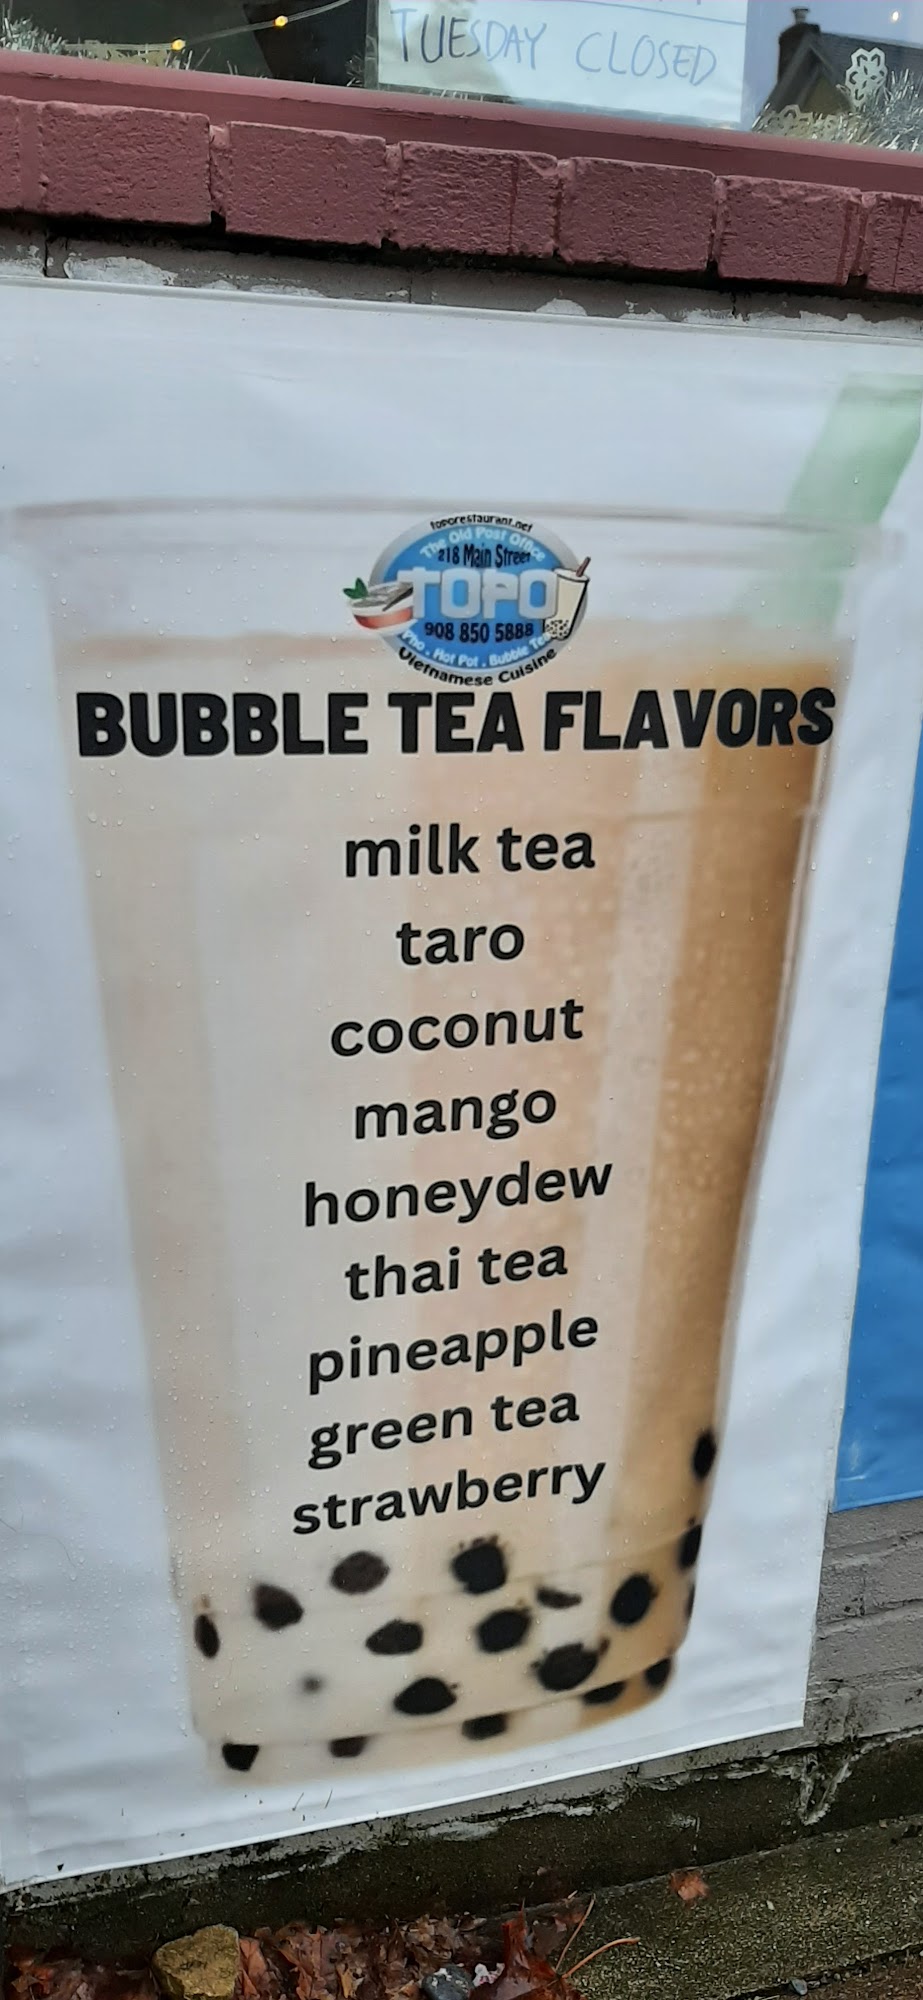 TUESDAY CLOSED
toporestaurant.net
The Old Post Office
218 Main Street
TOPO
908 850 5888
Pho . Hot Pot . Bubble Tea
Vietnamese Cuisine
BUBBLE TEA FLAVORS
milk tea
taro
coconut
mango
honeydew
thai tea
pineapple
green tea
strawberry